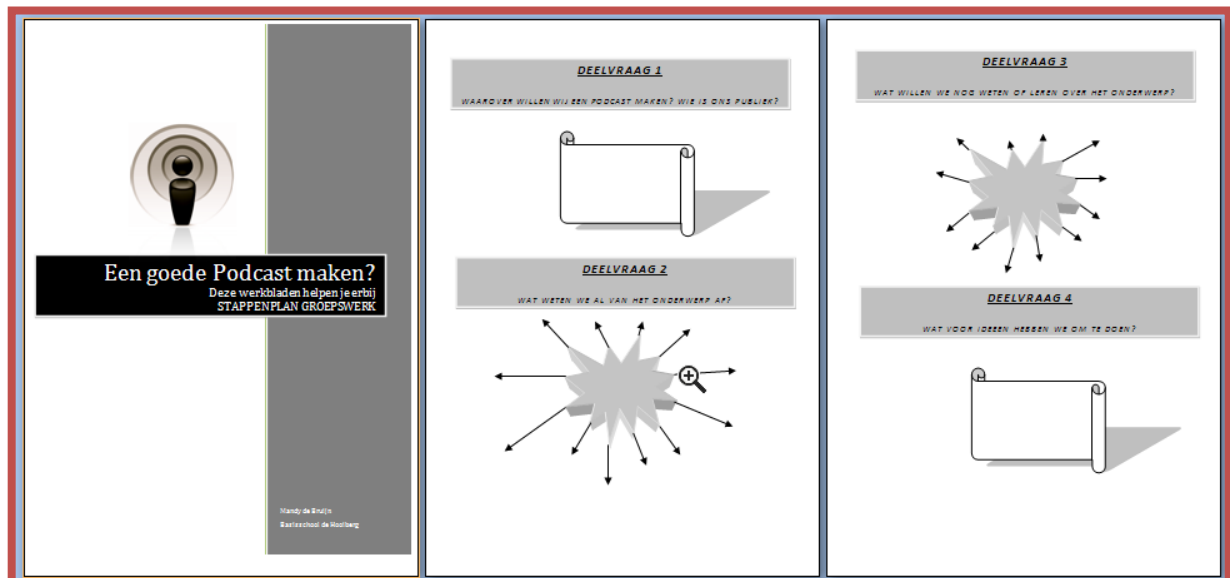 Een goede Podcast maken?
Deze werkbladen helpen je erbij
STAPPENPLAN GROEPSWERK
Mandy de Bruijn
Basisschool de Hooiberg
DEELVRAAG 1
WAAROVER WILLEN WIJ EEN PODCAST MAKEN? WIE IS ONS PUBLIEK?
DEELVRAAG 2
WAT WETEN WE AL VAN HET ONDERWERP AF?
DEELVRAAG 3
WAT WILLEN WE NOG WETEN OF LEREN OVER HET ONDERWERP?
DEELVRAAG 4
WAT VOOR IDEEEN HEBBEN WE OM TE DOEN?